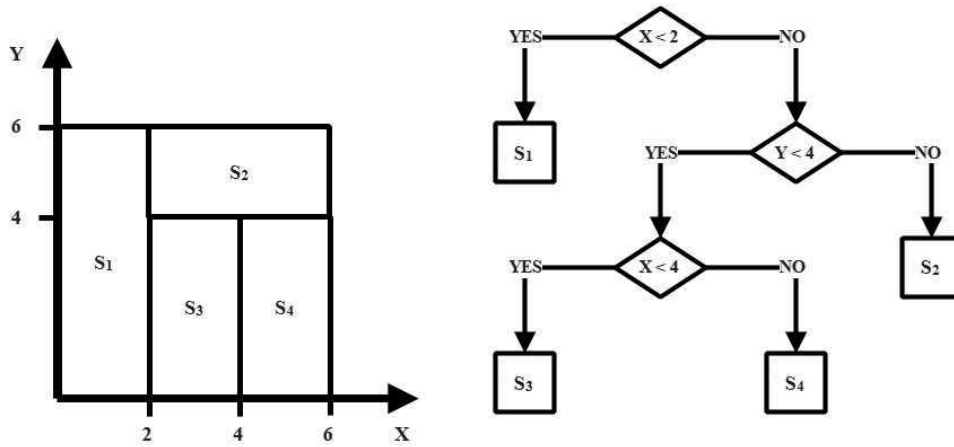 Y
6
4
S1
S2
S3
S4
2
4
6
X
X < 2
YES
NO
S1
Y < 4
YES
NO
S2
X < 4
YES
NO
S3
S4